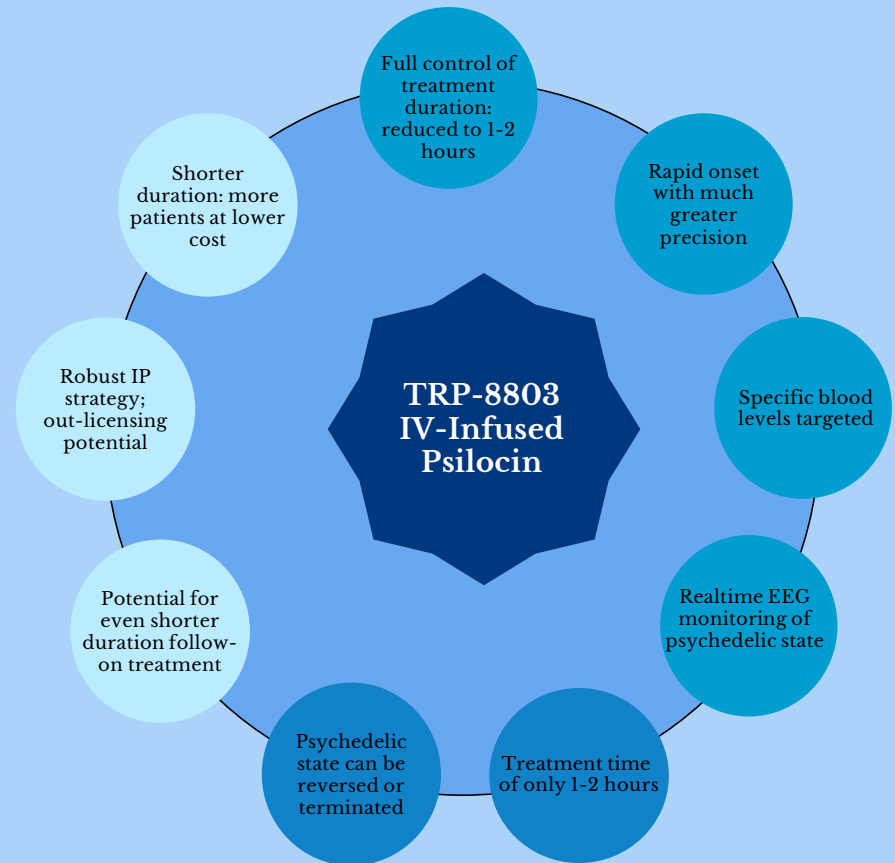 Full control of
treatment
duration:
reduced to 1-2
hours
Rapid onset
with much
greater
precision
Specific blood
levels targeted
Realtime EEG
monitoring of
psychedelic state
Treatment time
of only 1-2 hours
Psychedelic
state can be
reversed or
terminated
Potential for
even shorter
duration follow-
on treatment
Robust IP
strategy;
out-licensing
potential
Shorter
duration: more
patients at lower
cost
TRP-8803
IV-Infused
Psilocin